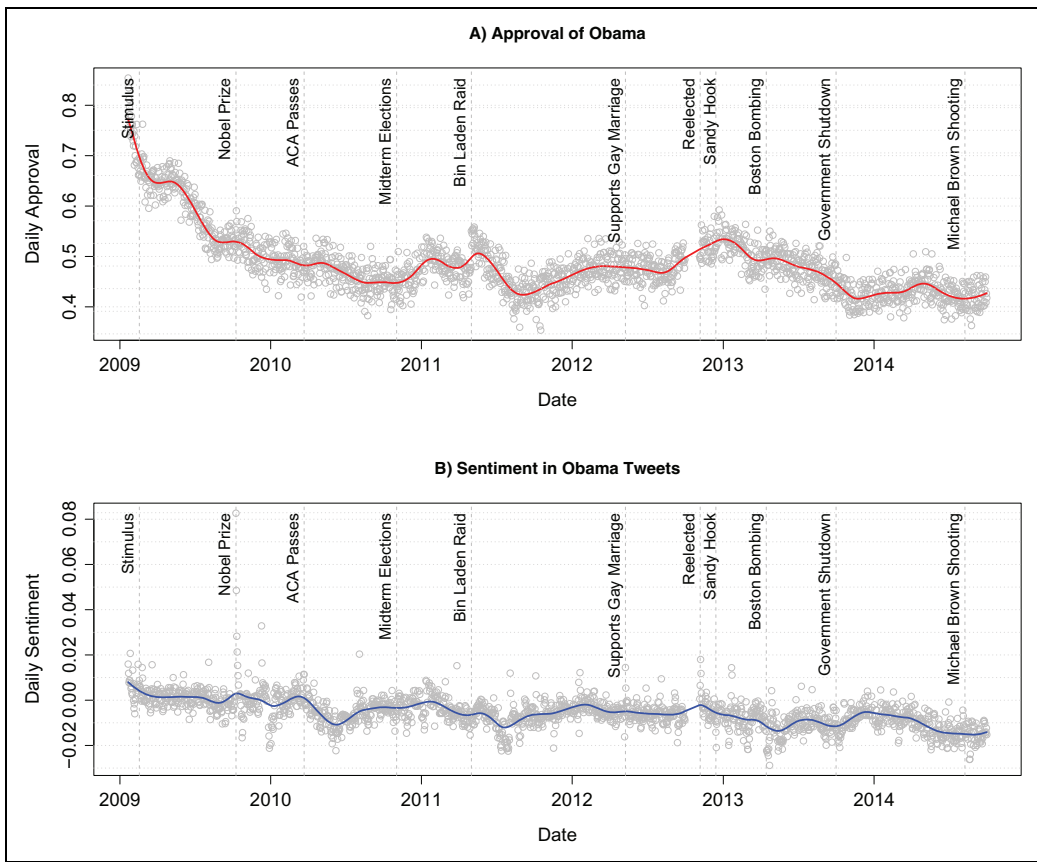 A) Approval of Obama
Daily Approval
0.8
0.7
0.6
0.5
0.4
Stimulus
Nobel Prize
ACA Passes
Midterm Elections
Bin Laden Raid
Supports Gay Marriage
Reelected
Sandy Hook
Boston Bombing
Government Shutdown
Michael Brown Shooting
2009 2010 2011 2012 2013 2014
Date
B) Sentiment in Obama Tweets
Daily Sentiment
0.08
0.06
0.04
0.02
0.00
−0.02
Stimulus
Nobel Prize
ACA Passes
Midterm Elections
Bin Laden Raid
Supports Gay Marriage
Reelected
Sandy Hook
Boston Bombing
Government Shutdown
Michael Brown Shooting
2009 2010 2011 2012 2013 2014
Date